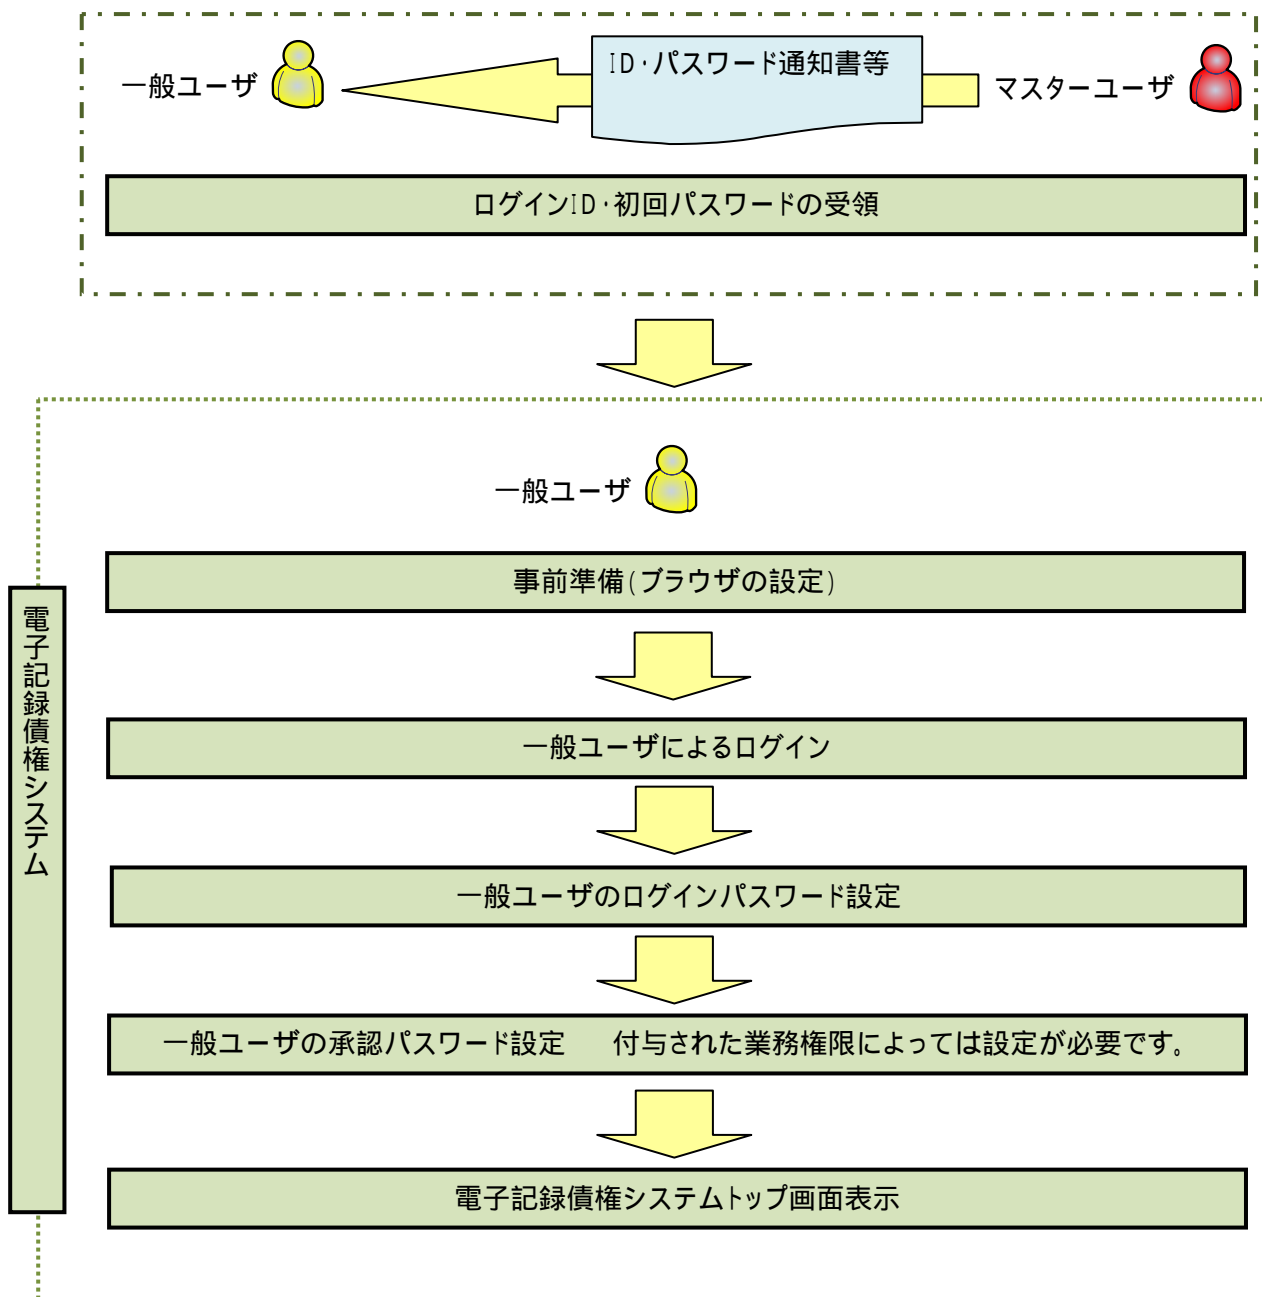 一般ユーザ
ID・パスワード通知書等
マスターユーザ
ログインID・初回パスワードの受領
一般ユーザ
事前準備(ブラウザの設定)
電子記録債権システム
一般ユーザによるログイン
一般ユーザのログインパスワード設定
一般ユーザの承認パスワード設定　　付与された業務権限によっては設定が必要です。
電子記録債権システムトップ画面表示